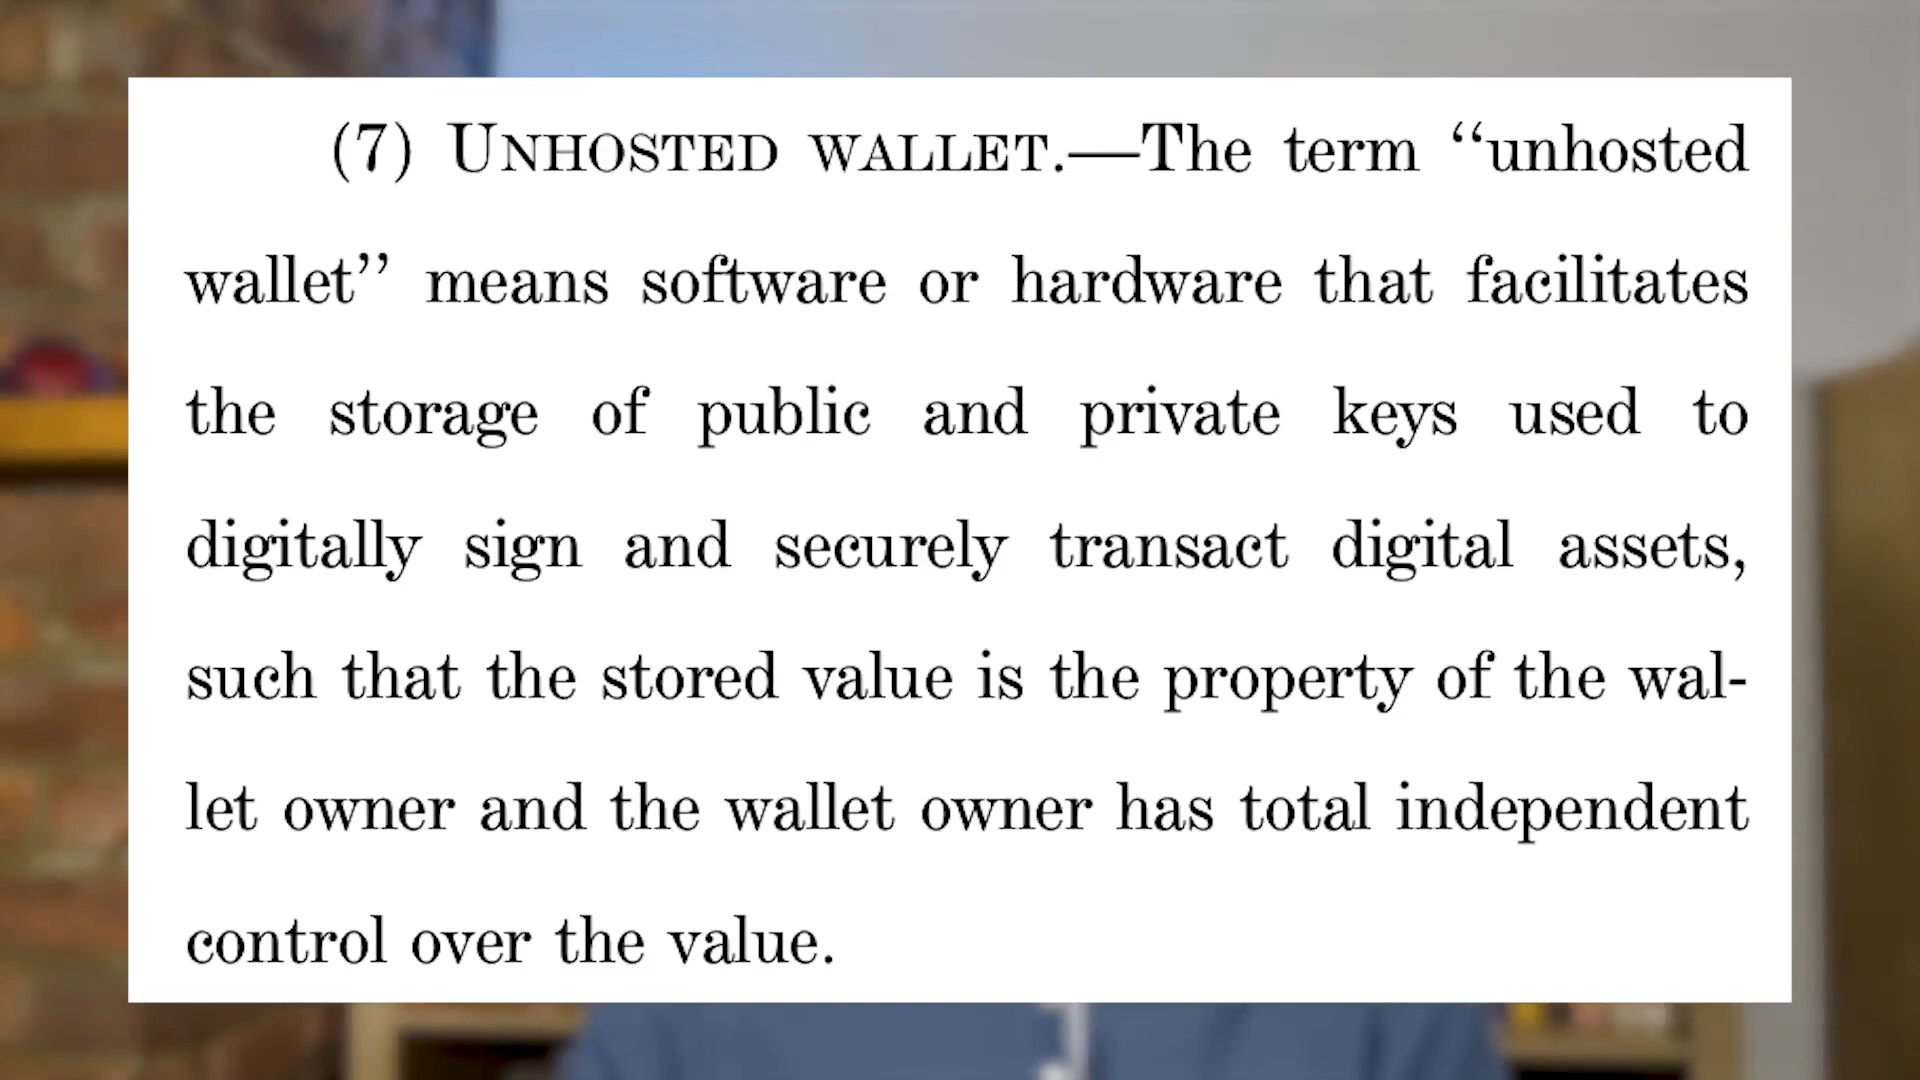 (7) UNHOSTED WALLET.—The term ‘‘unhosted
wallet’’ means software or hardware that facilitates
the storage of public and private keys used to
digitally sign and securely transact digital assets,
such that the stored value is the property of the wal-
let owner and the wallet owner has total independent
control over the value.